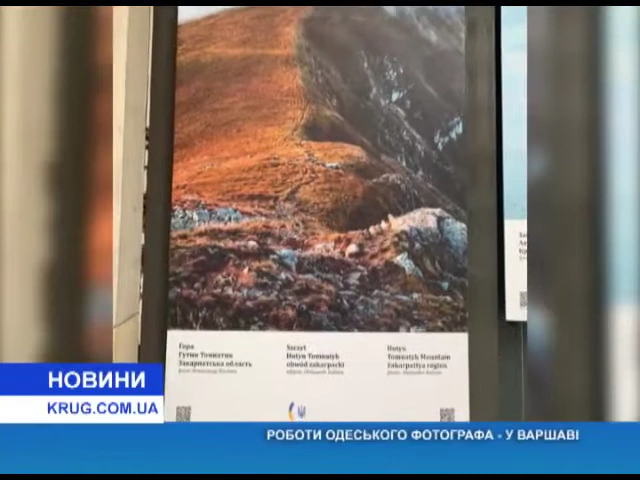 Гора
Гутин Томнатик
Закарпатська область
Szczyt
Hutyn Tomnatyk
obwód zakarpacki
Hutyn
Tomnatyk Mountain
Zakarpattya region
НОВИНИ
KRUG.COM.UA
РОБОТИ ОДЕСЬКОГО ФОТОГРАФА - У ВАРШАВІ